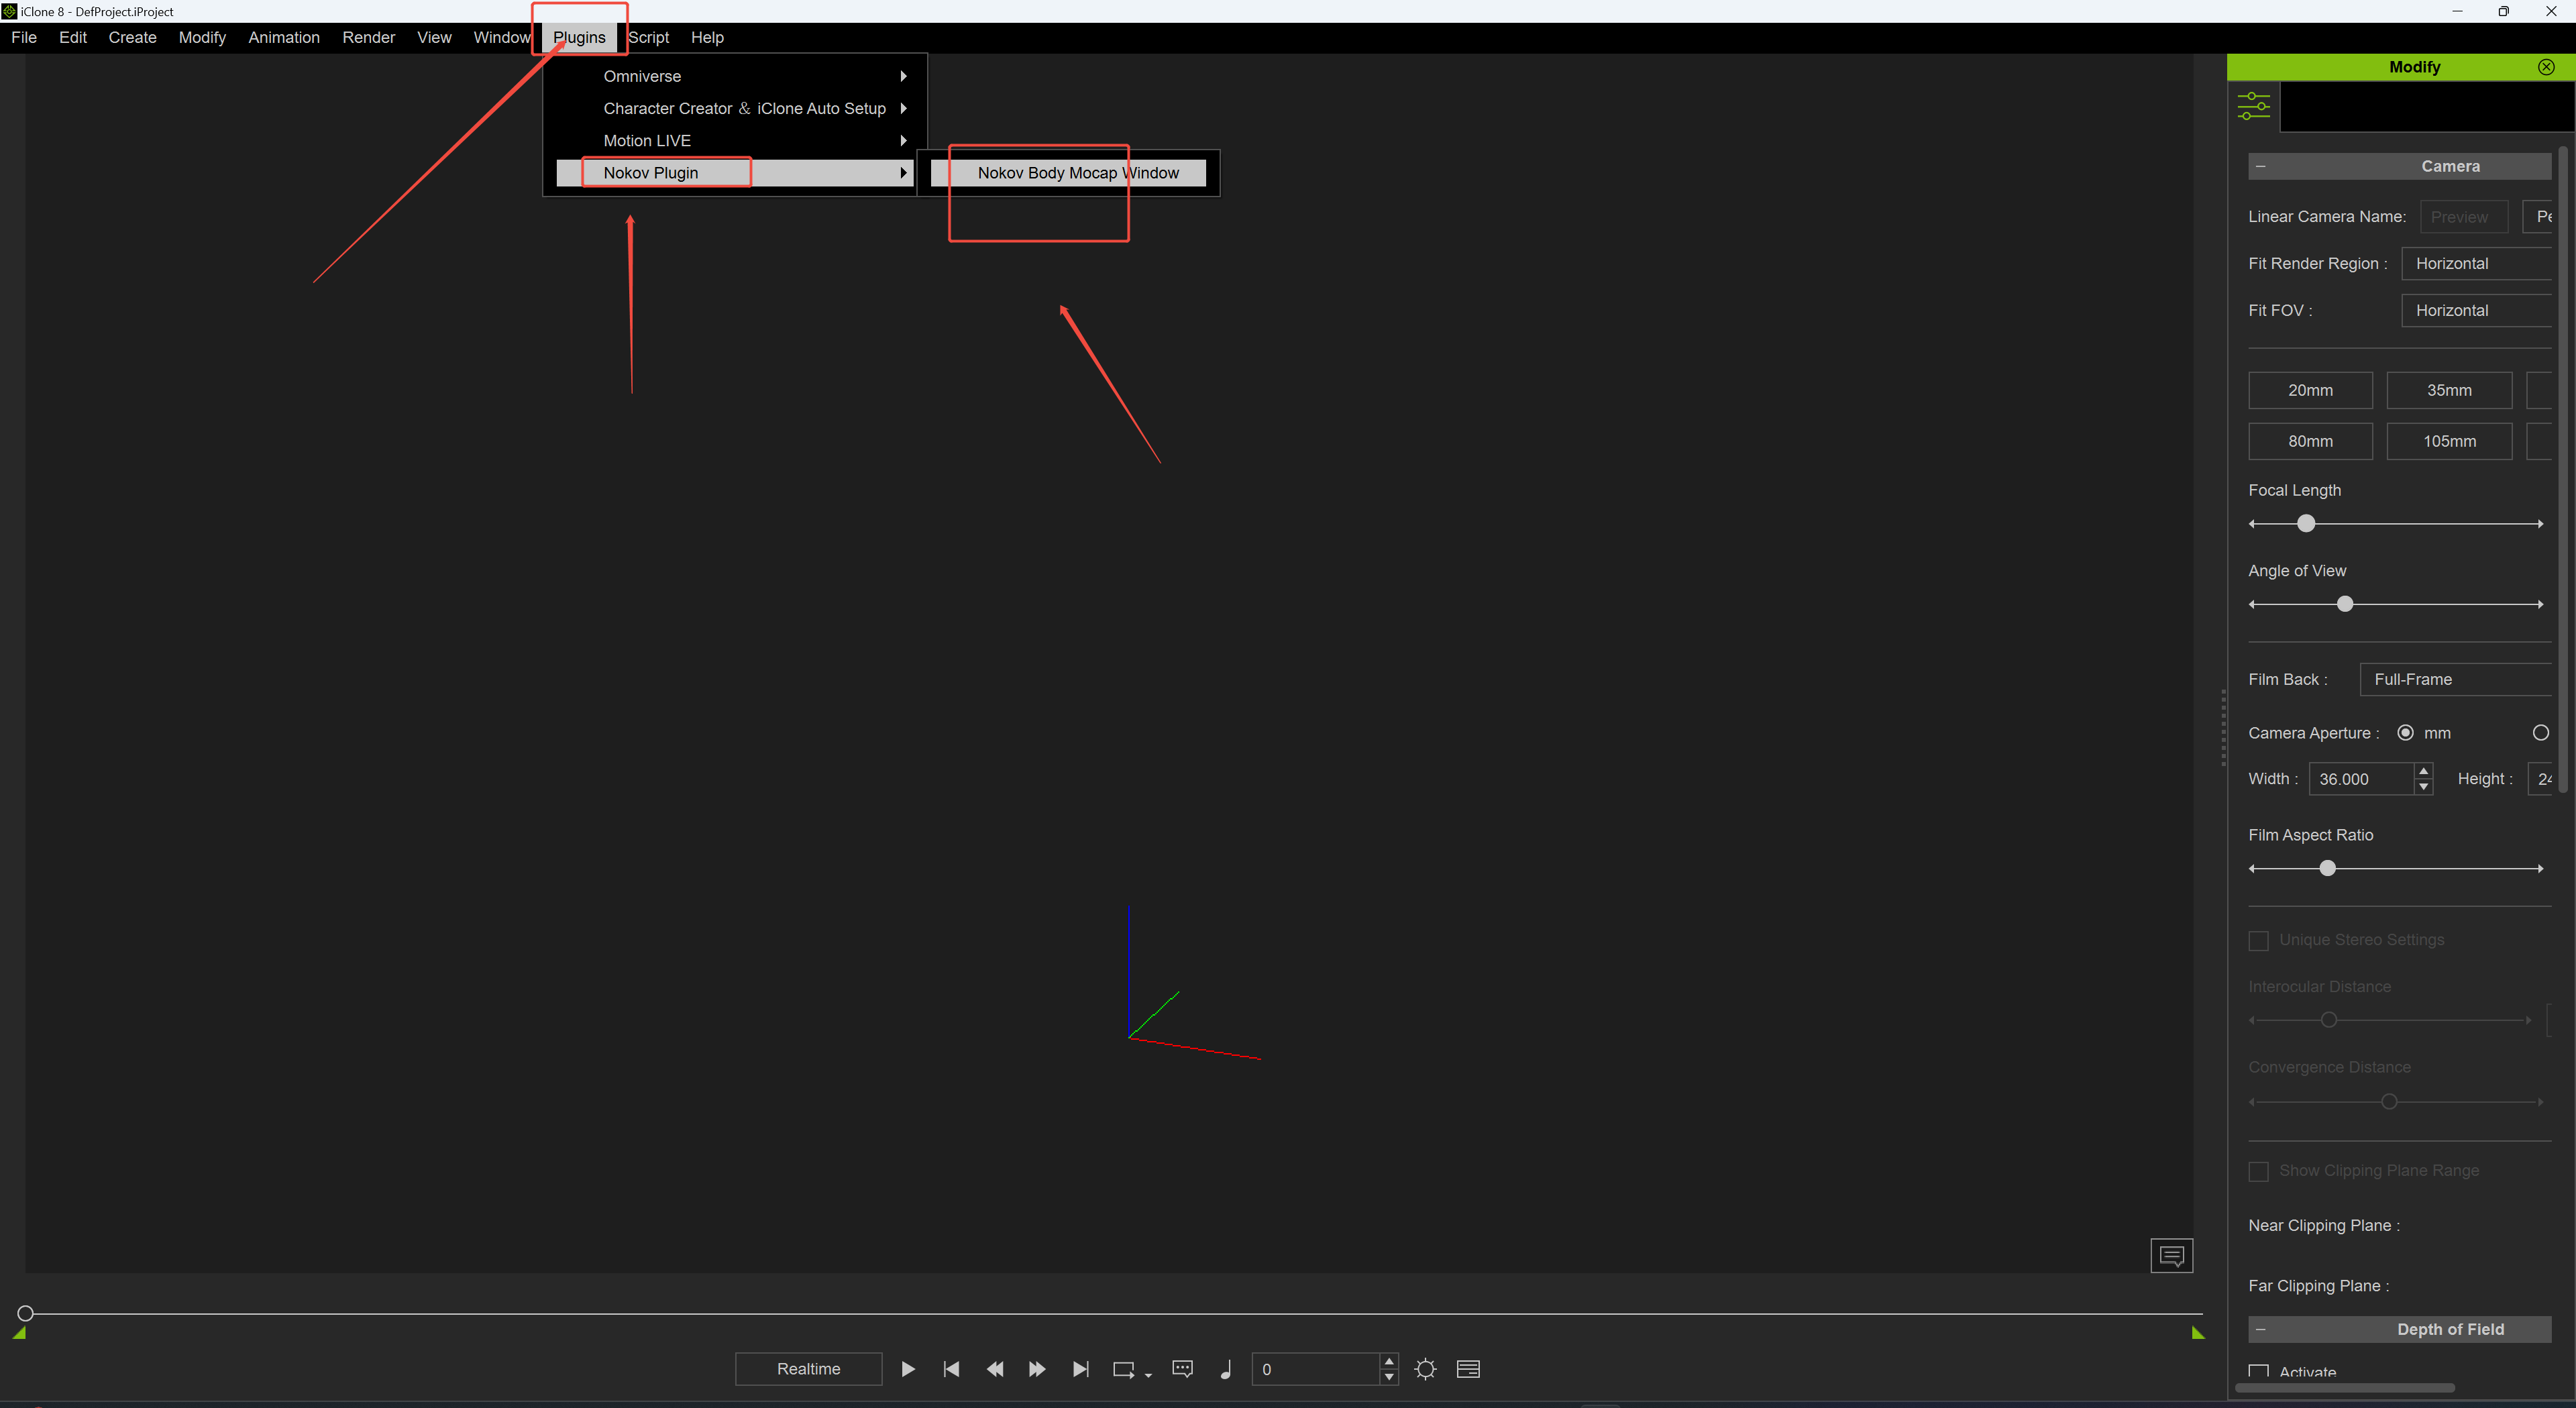 iClone 8 - DefProject.iProject
File Edit Create Modify Animation Render View Window Plugins Script Help
Omniverse
Character Creator & iClone Auto Setup
Motion LIVE
Nokov Plugin
Nokov Body Mocap Window
Modify
Camera
Linear Camera Name: Preview
Fit Render Region : Horizontal
Fit FOV : Horizontal
20mm 35mm
80mm 105mm
Focal Length
Angle of View
Film Back : Full-Frame
Camera Aperture : mm
Width : 36.000 Height :
Film Aspect Ratio
Unique Stereo Settings
Interocular Distance
Convergence Distance
Show Clipping Plane Range
Near Clipping Plane :
Far Clipping Plane :
Depth of Field
Activate
Realtime 0